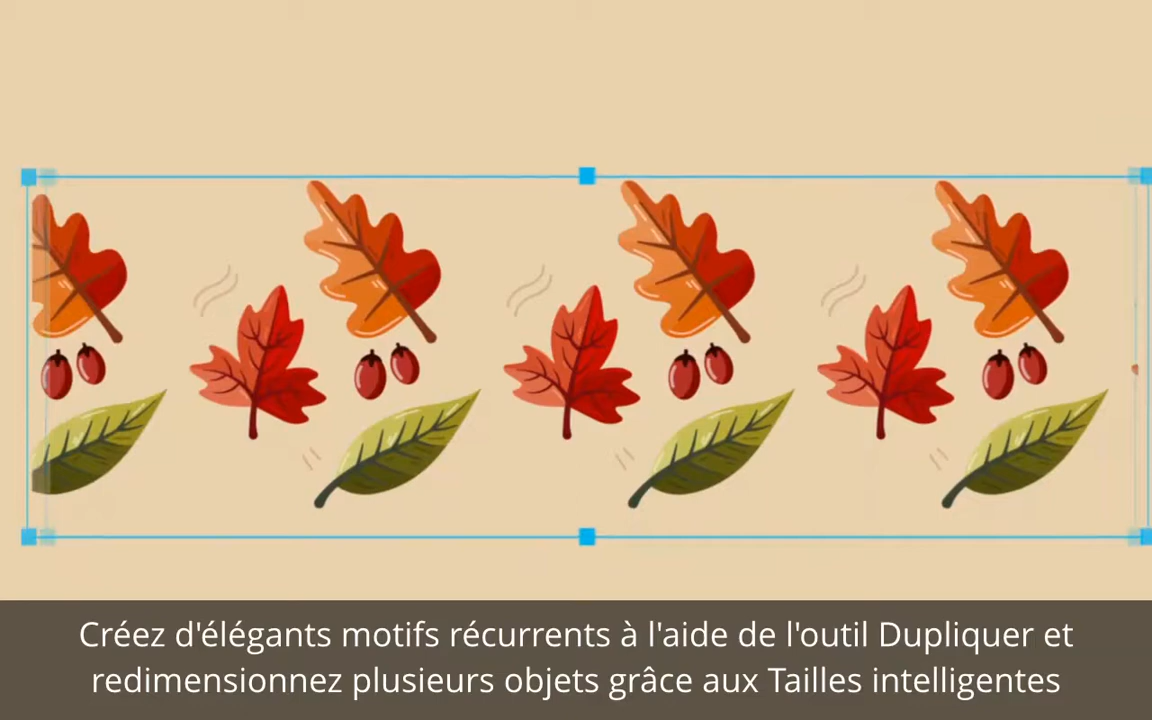 Créez d'élégants motifs récurrents à l'aide de l'outil Dupliquer et
redimensionnez plusieurs objets grâce aux Tailles intelligentes